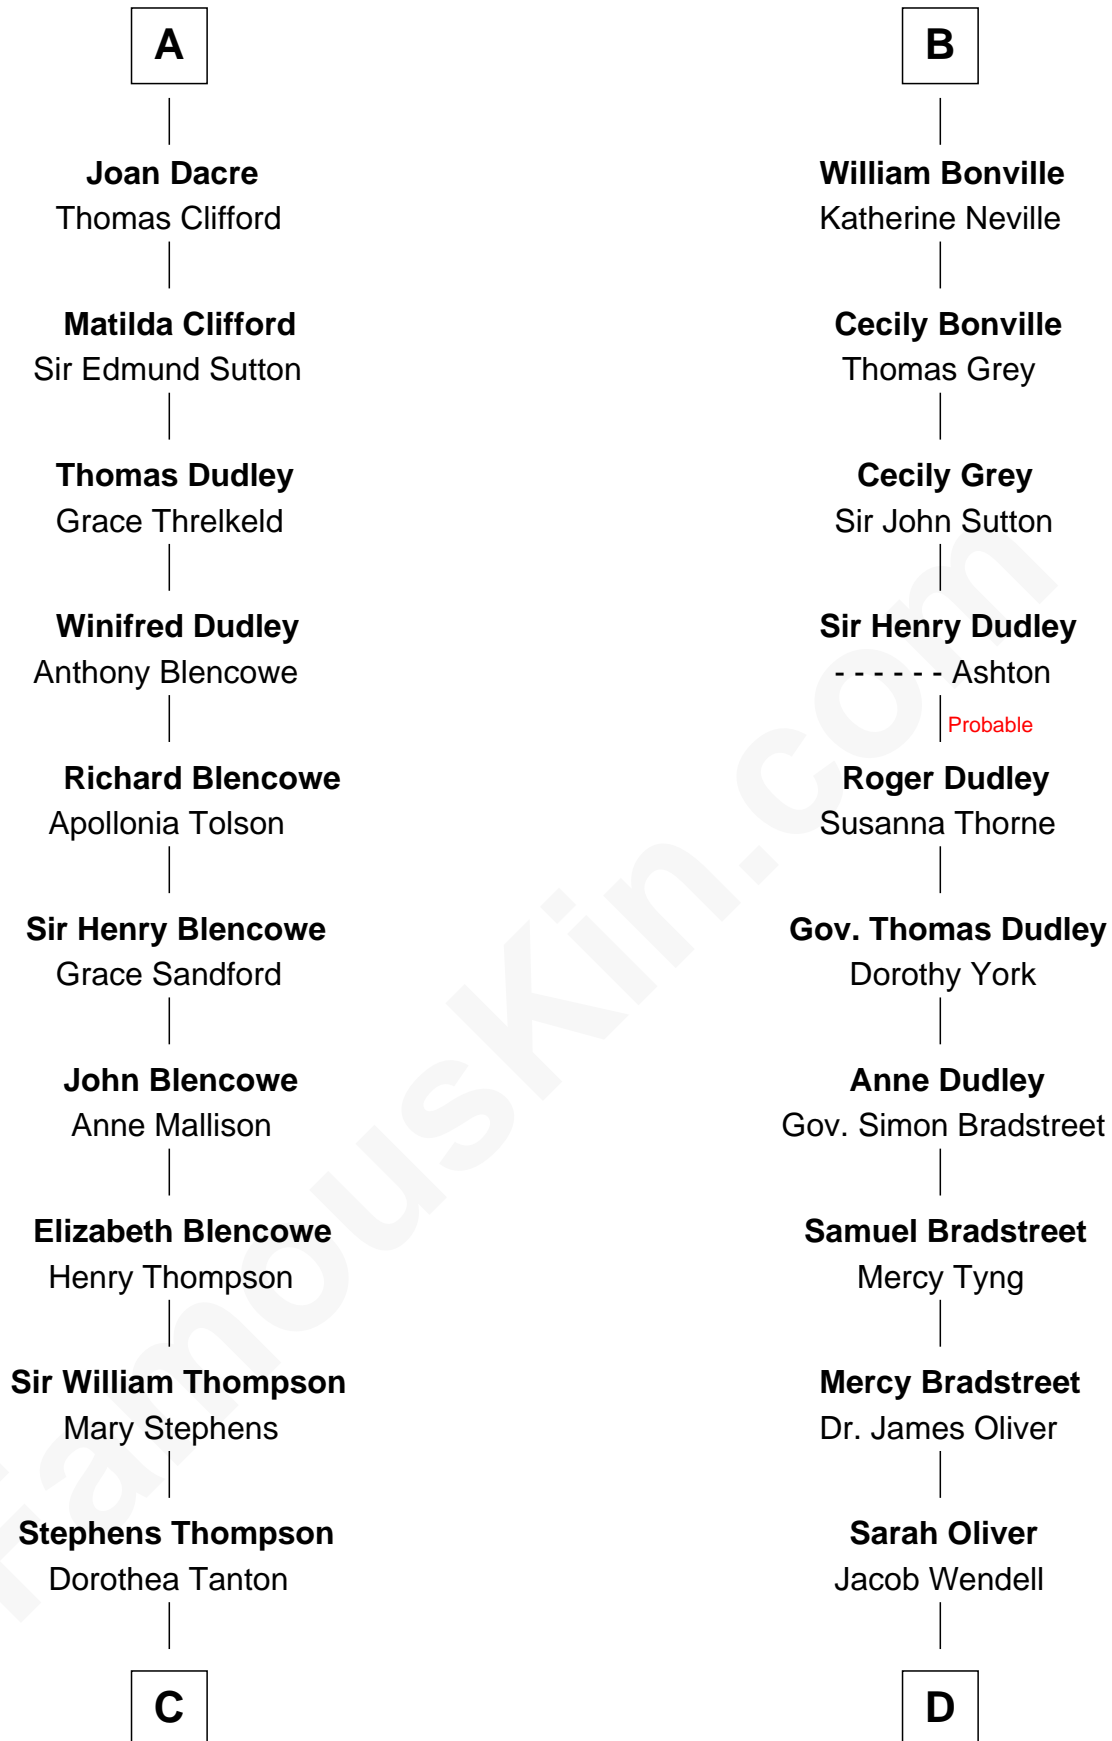 A
Joan Dacre
Thomas Clifford
Matilda Clifford
Sir Edmund Sutton
Thomas Dudley
Grace Threlkeld
Winifred Dudley
Anthony Blencowe
Richard Blencowe
Apollonia Tolson
Sir Henry Blencowe
Grace Sandford
John Blencowe
Anne Mallison
Elizabeth Blencowe
Henry Thompson
Sir William Thompson
Mary Stephens
Stephens Thompson
Dorothea Tanton
C
B
William Bonville
Katherine Neville
Cecily Bonville
Thomas Grey
Cecily Grey
Sir John Sutton
Sir Henry Dudley
- - - - - - Ashton
Probable
Roger Dudley
Susanna Thorne
Gov. Thomas Dudley
Dorothy York
Anne Dudley
Gov. Simon Bradstreet
Samuel Bradstreet
Mercy Tyng
Mercy Bradstreet
Dr. James Oliver
Sarah Oliver
Jacob Wendell
D
FamousKin.com